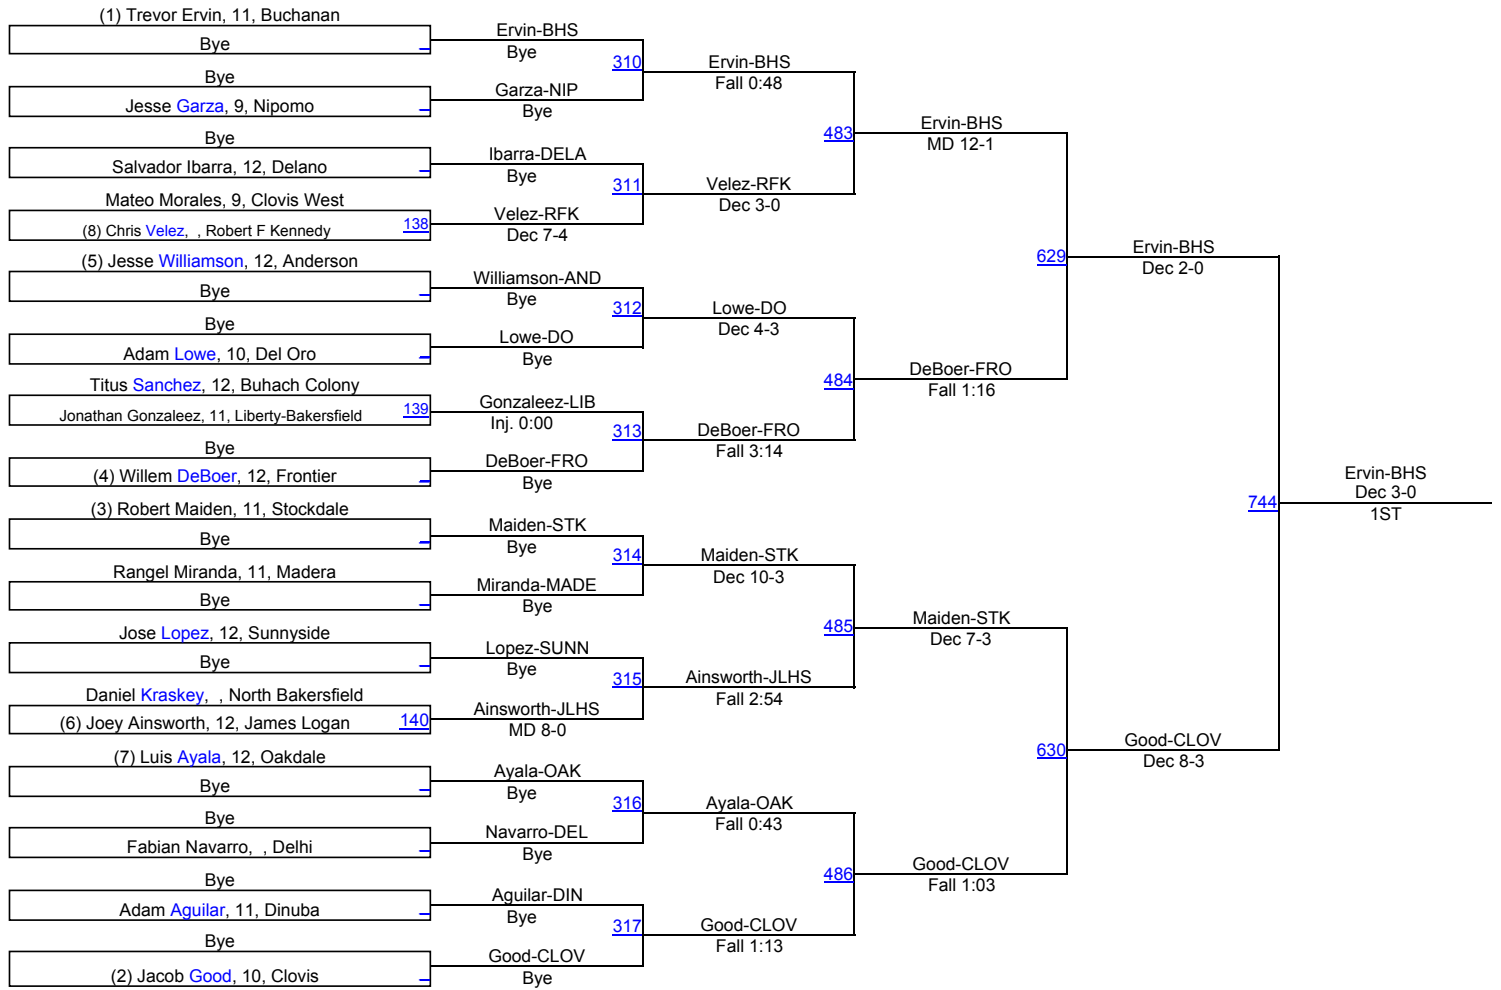 (1) Trevor Ervin, 11, Buchanan
Bye
Bye
Jesse Garza, 9, Nipomo
Bye
Salvador Ibarra, 12, Delano
Mateo Morales, 9, Clovis West
(8) Chris Velez, , Robert F Kennedy 138
(5) Jesse Williamson, 12, Anderson
Bye
Bye
Adam Lowe, 10, Del Oro
Titus Sanchez, 12, Buhach Colony
Jonathan Gonzaleez, 11, Liberty-Bakersfield 139
Bye
(4) Willem DeBoer, 12, Frontier
(3) Robert Maiden, 11, Stockdale
Bye
Rangel Miranda, 11, Madera
Bye
Jose Lopez, 12, Sunnyside
Bye
Daniel Kraskey, , North Bakersfield
(6) Joey Ainsworth, 12, James Logan 140
(7) Luis Ayala, 12, Oakdale
Bye
Bye
Fabian Navarro, , Delhi
Bye
Adam Aguilar, 11, Dinuba
Bye
(2) Jacob Good, 10, Clovis
Ervin-BHS
Bye
310
Garza-NIP
Bye
Ibarra-DELA
Bye
311
Velez-RFK
Dec 7-4
Williamson-AND
Bye
312
Lowe-DO
Bye
Gonzaleez-LIB
Inj. 0:00
313
DeBoer-FRO
Bye
Maiden-STK
Bye
314
Miranda-MADE
Bye
Lopez-SUNN
Bye
315
Ainsworth-JLHS
MD 8-0
Ayala-OAK
Bye
316
Navarro-DEL
Bye
Aguilar-DIN
Bye
317
Good-CLOV
Bye
Ervin-BHS
Fall 0:48
483
Velez-RFK
Dec 3-0
Lowe-DO
Dec 4-3
484
DeBoer-FRO
Fall 3:14
Maiden-STK
Dec 10-3
485
Ainsworth-JLHS
Fall 2:54
Ayala-OAK
Fall 0:43
486
Good-CLOV
Fall 1:13
Ervin-BHS
MD 12-1
629
DeBoer-FRO
Fall 1:16
Maiden-STK
Dec 7-3
630
Good-CLOV
Fall 1:03
Ervin-BHS
Dec 2-0
744
Good-CLOV
Dec 8-3
Ervin-BHS
Dec 3-0
1ST